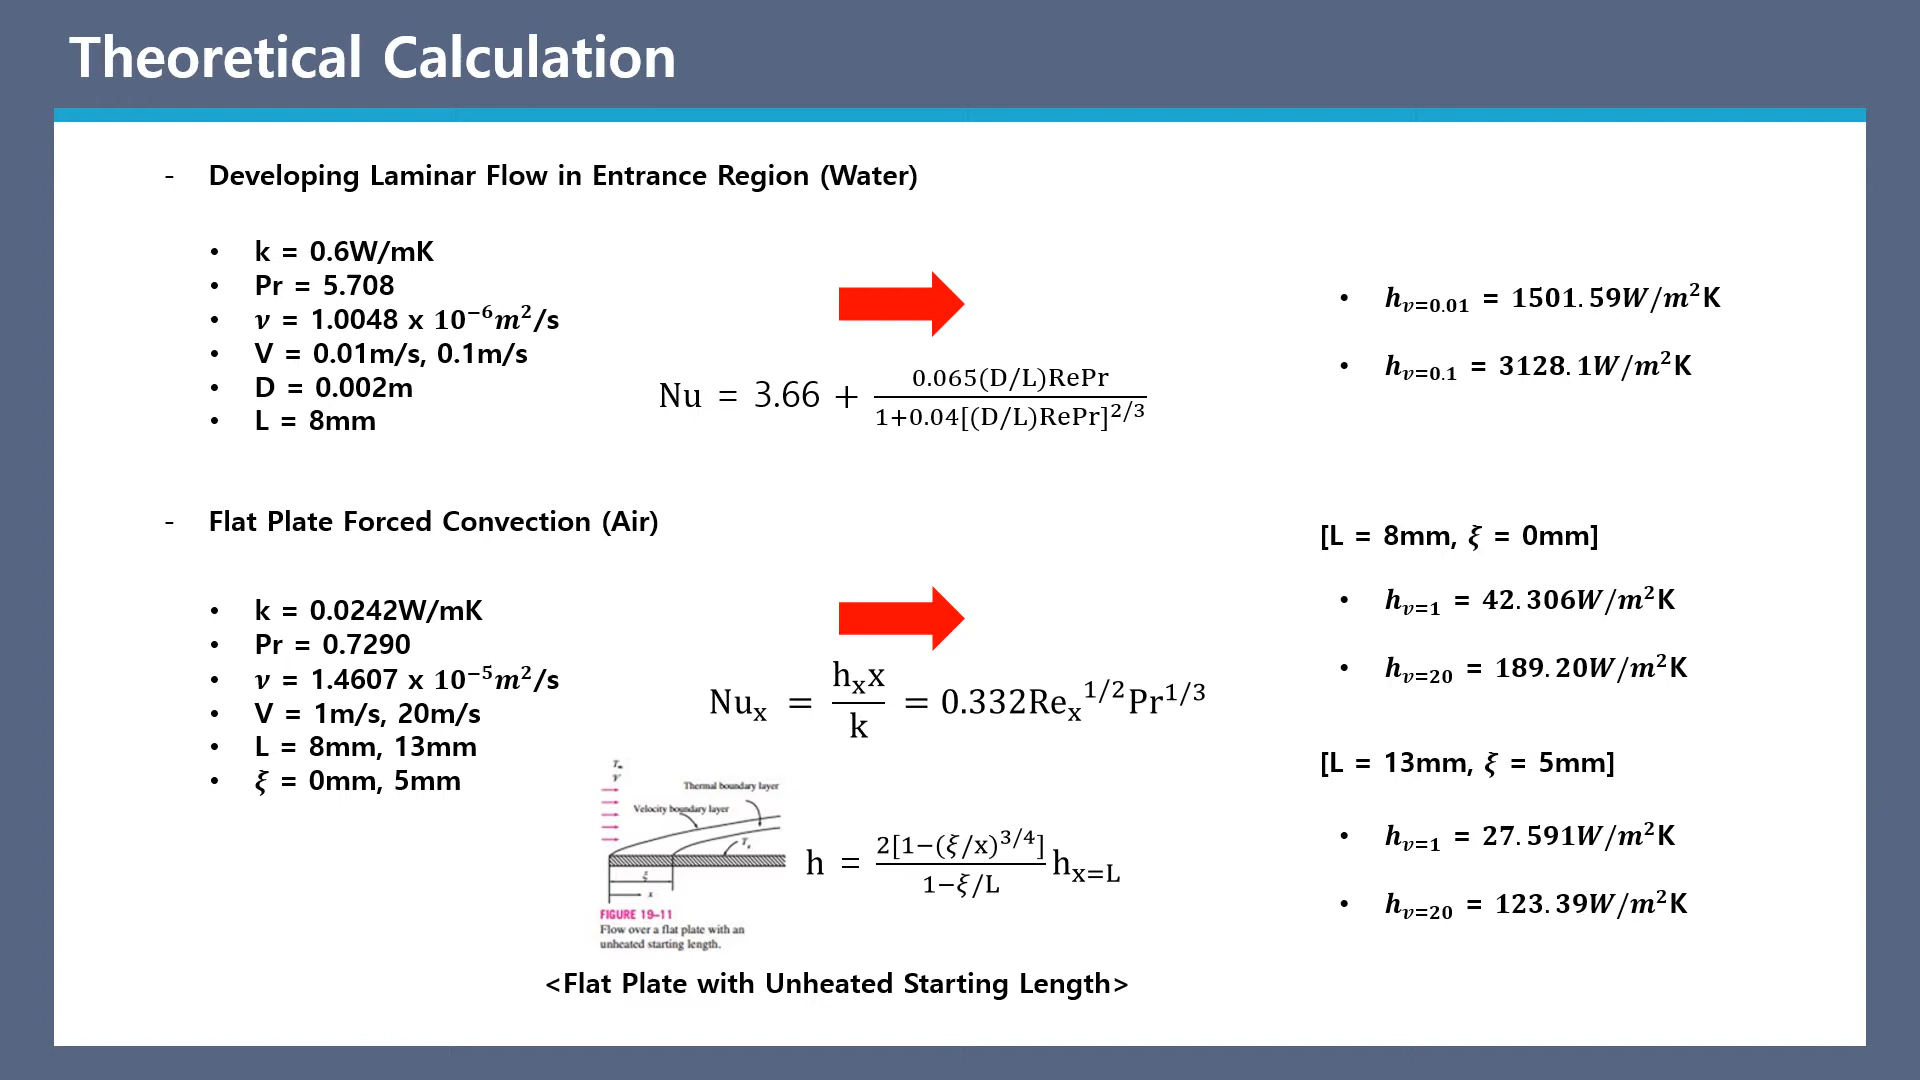 Theoretical Calculation
- Developing Laminar Flow in Entrance Region (Water)
• k = 0.6W/mK
• Pr = 5.708
• 𝝂 = 1.0048 x 10⁻⁶m²/s
• V = 0.01m/s, 0.1m/s
• D = 0.002m
• L = 8mm
Nu = 3.66 + 0.065(D/L)RePr / 1+0.04[(D/L)RePr]^2/3
• h_v=0.01 = 1501.59W/m²K
• h_v=0.1 = 3128.1W/m²K
- Flat Plate Forced Convection (Air)
• k = 0.0242W/mK
• Pr = 0.7290
• 𝝂 = 1.4607 x 10⁻⁵m²/s
• V = 1m/s, 20m/s
• L = 8mm, 13mm
• ξ = 0mm, 5mm
Nu_x = h_x x / k = 0.332Re_x^1/2 Pr^1/3
[L = 8mm, ξ = 0mm]
• h_v=1 = 42.306W/m²K
• h_v=20 = 189.20W/m²K
T∞
V
Thermal boundary layer
Velocity boundary layer
T_s
ξ
x
FIGURE 19–11
Flow over a flat plate with an
unheated starting length.
h = 2[1−(ξ/x)^3/4] / 1−ξ/L h_x=L
[L = 13mm, ξ = 5mm]
• h_v=1 = 27.591W/m²K
• h_v=20 = 123.39W/m²K
<Flat Plate with Unheated Starting Length>